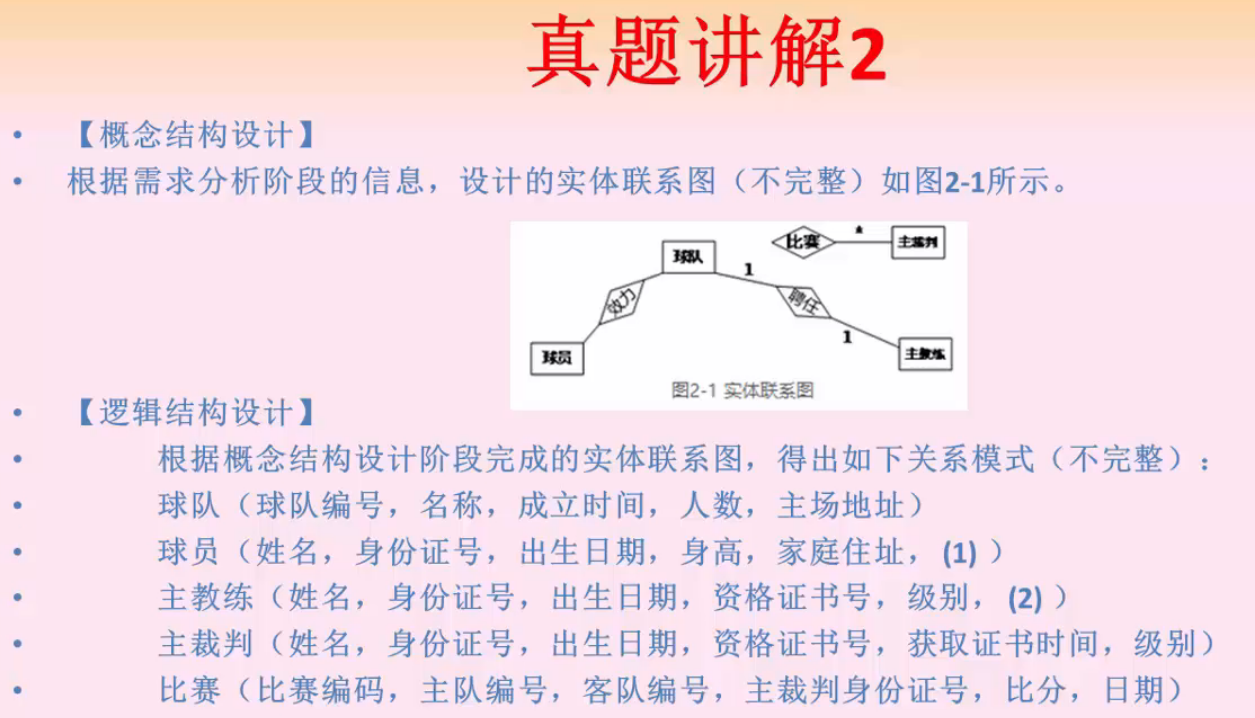 真题讲解2
• 【概念结构设计】
• 根据需求分析阶段的信息，设计的实体联系图（不完整）如图2-1所示。
比赛
*
主裁判
球队
1
效力
聘任
1
球员
主教练
图2-1 实体联系图
• 【逻辑结构设计】
• 根据概念结构设计阶段完成的实体联系图，得出如下关系模式（不完整）：
• 球队（球队编号，名称，成立时间，人数，主场地址）
• 球员（姓名，身份证号，出生日期，身高，家庭住址，(1) ）
• 主教练（姓名，身份证号，出生日期，资格证书号，级别，(2) ）
• 主裁判（姓名，身份证号，出生日期，资格证书号，获取证书时间，级别）
• 比赛（比赛编码，主队编号，客队编号，主裁判身份证号，比分，日期）